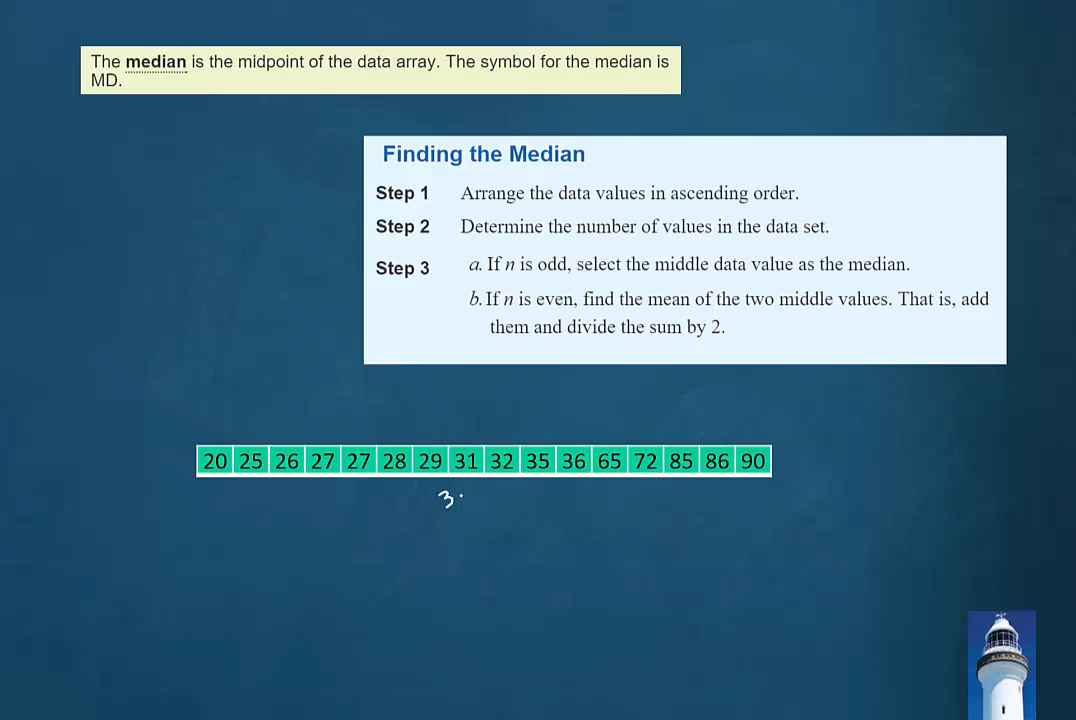 The median is the midpoint of the data array. The symbol for the median is
MD.
Finding the Median
Step 1 Arrange the data values in ascending order.
Step 2 Determine the number of values in the data set.
Step 3 a. If n is odd, select the middle data value as the median.
b. If n is even, find the mean of the two middle values. That is, add
them and divide the sum by 2.
20 25 26 27 27 28 29 31 32 35 36 65 72 85 86 90
3.